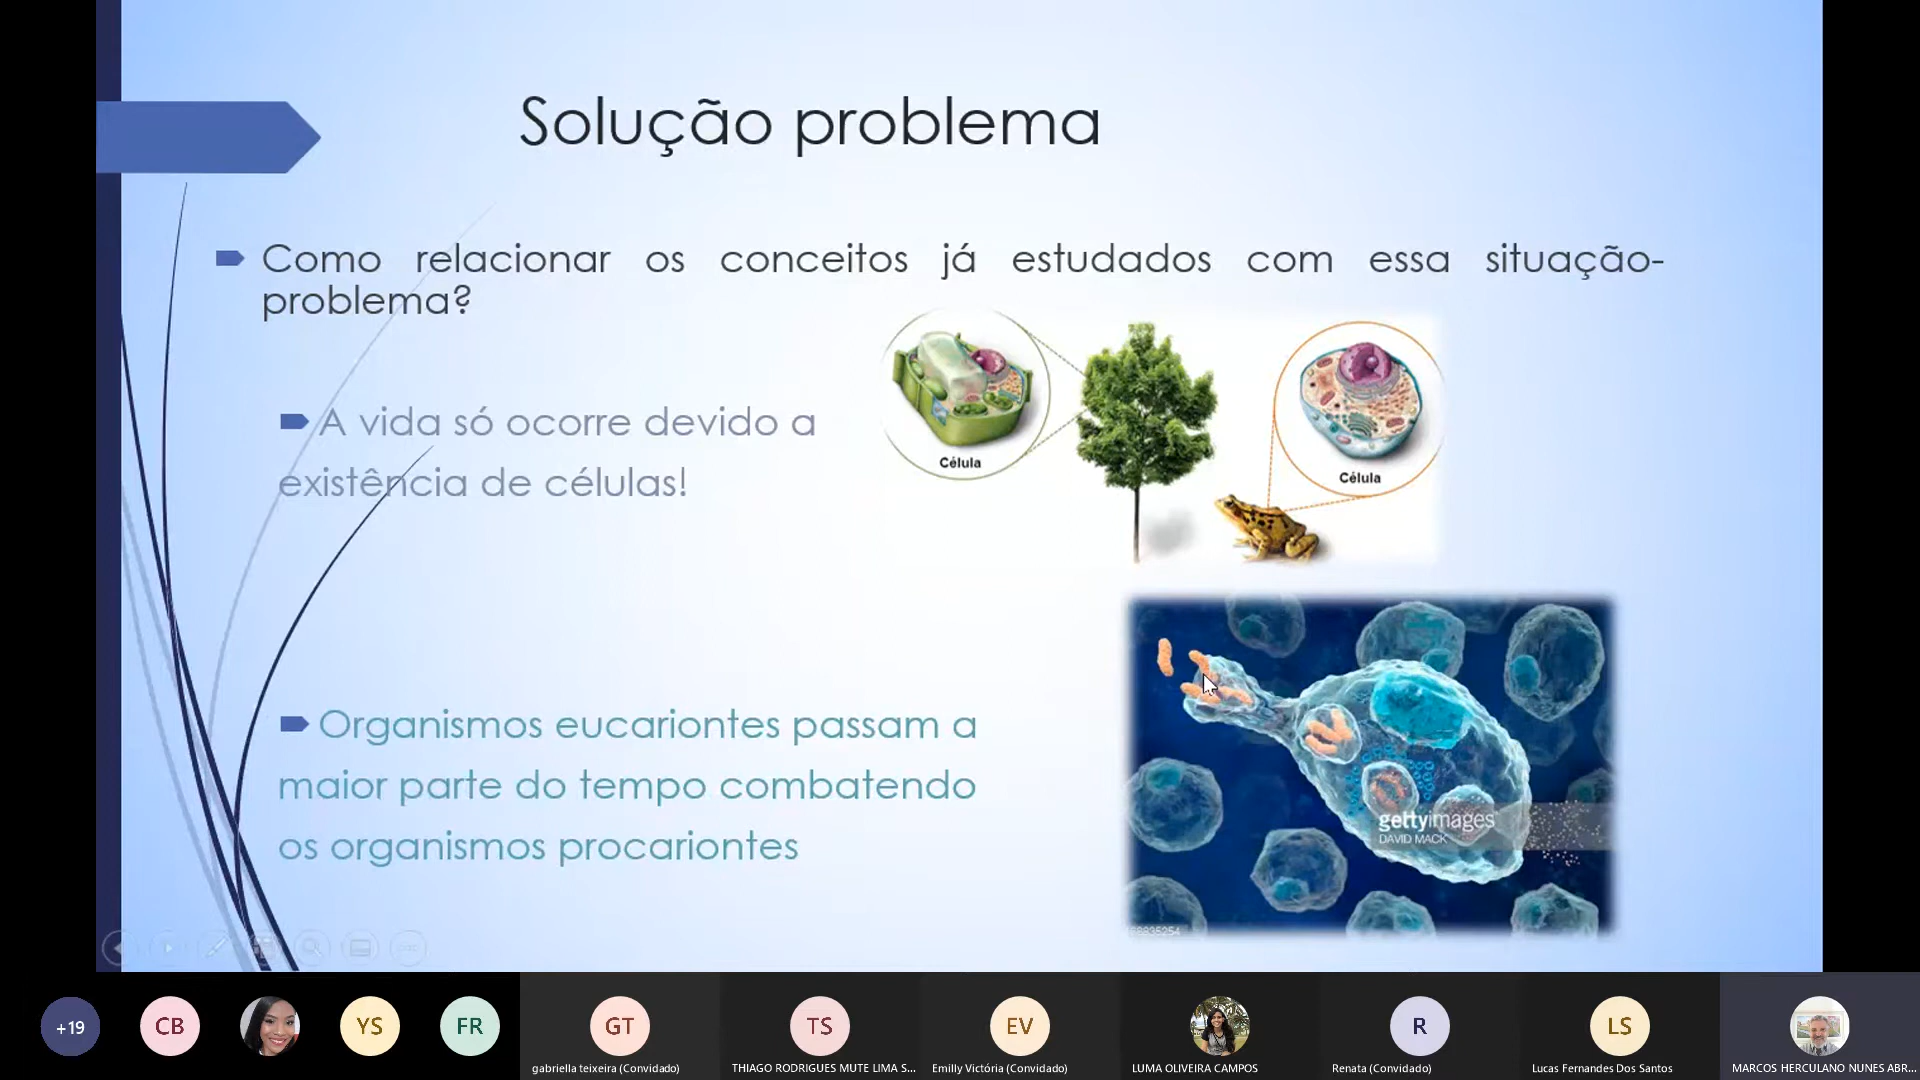 Solução problema
Como relacionar os conceitos já estudados com essa situação-
problema?
A vida só ocorre devido a
existência de células!
Célula
Célula
Organismos eucariontes passam a
maior parte do tempo combatendo
os organismos procariontes
gettyimages
DAVID MACK
+19
CB
YS
FR
GT
TS
EV
R
LS
gabriella teixeira (Convidado)
THIAGO RODRIGUES MUTE LIMA S...
Emilly Victória (Convidado)
LUMA OLIVEIRA CAMPOS
Renata (Convidado)
Lucas Fernandes Dos Santos
MARCOS HERCULANO NUNES ABR...